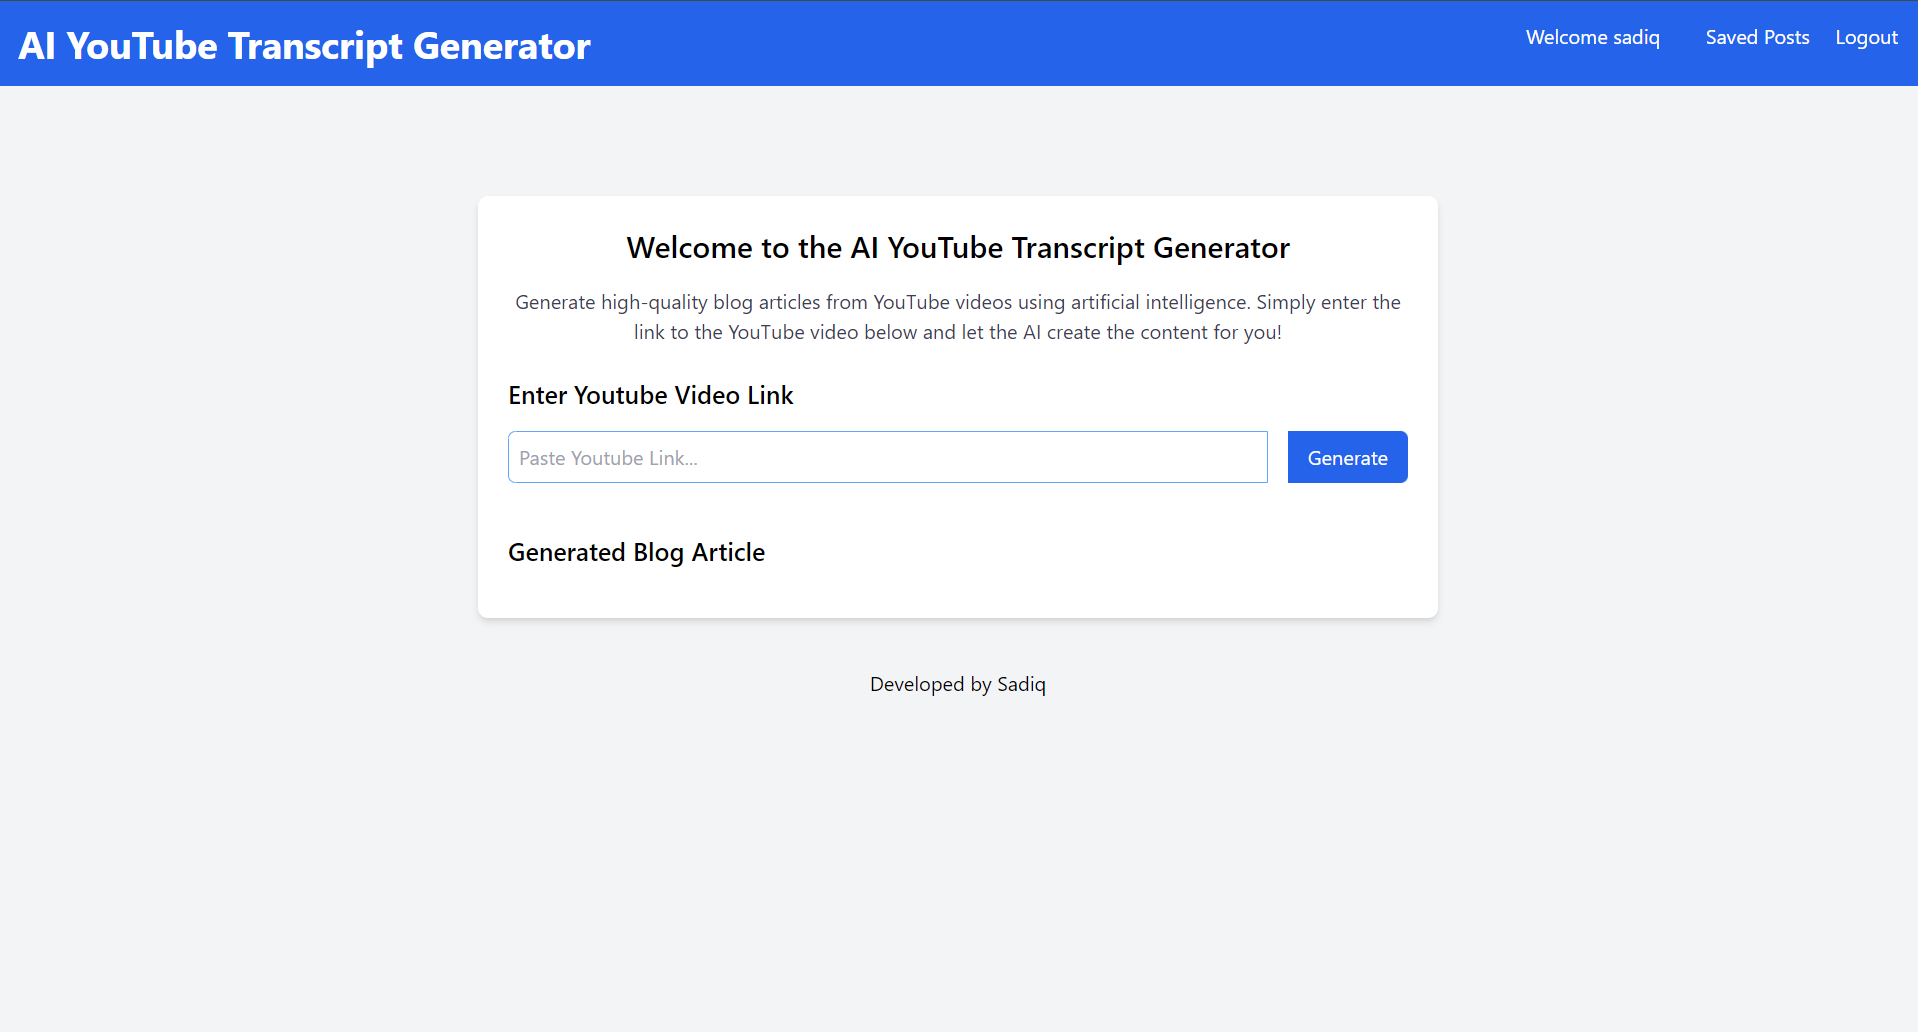 AI YouTube Transcript Generator
Welcome sadiq
Saved Posts
Logout
Welcome to the AI YouTube Transcript Generator
Generate high-quality blog articles from YouTube videos using artificial intelligence. Simply enter the
link to the YouTube video below and let the AI create the content for you!
Enter Youtube Video Link
Paste Youtube Link...
Generate
Generated Blog Article
Developed by Sadiq